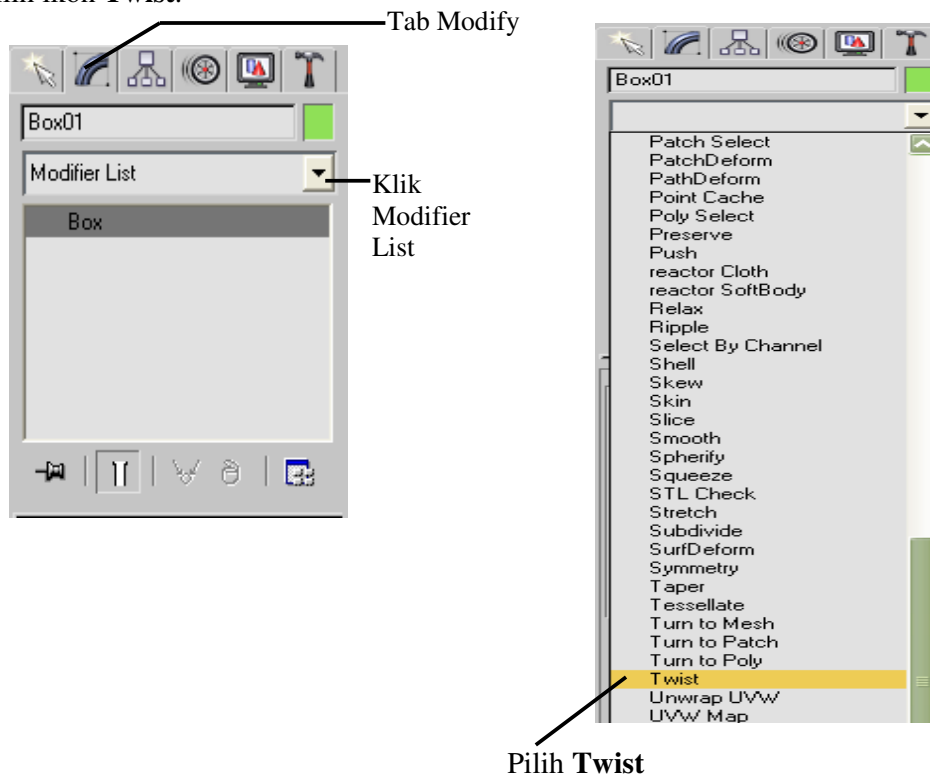 Twist.
Tab Modify
Box01
Modifier List
Box
Klik
Modifier
List
Box01
Patch Select
PatchDeform
PathDeform
Point Cache
Poly Select
Preserve
Push
reactor Cloth
reactor SoftBody
Relax
Ripple
Select By Channel
Shell
Skew
Skin
Slice
Smooth
Spherify
Squeeze
STL Check
Stretch
Subdivide
SurfDeform
Symmetry
Taper
Tessellate
Turn to Mesh
Turn to Patch
Turn to Poly
Twist
Unwrap UVW
UVW Map
Pilih Twist